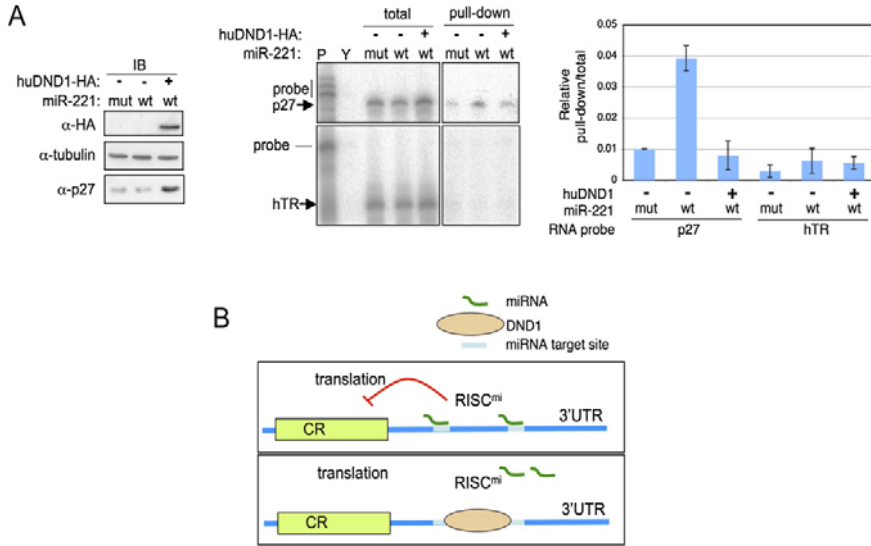 A
IB
huDND1-HA: - - +
miR-221: mut wt wt
α-HA
α-tubulin
α-p27
total pull-down
huDND1-HA: - - + - - +
miR-221: P Y mut wt wt mut wt wt
probe
p27
probe
hTR
Relative
pull-down/total
0.05
0.04
0.03
0.02
0.01
0
huDND1 - - + - - +
miR-221 mut wt wt mut wt wt
RNA probe p27 hTR
B
miRNA
DND1
miRNA target site
translation
RISCmi
3'UTR
CR
translation
RISCmi
3'UTR
CR